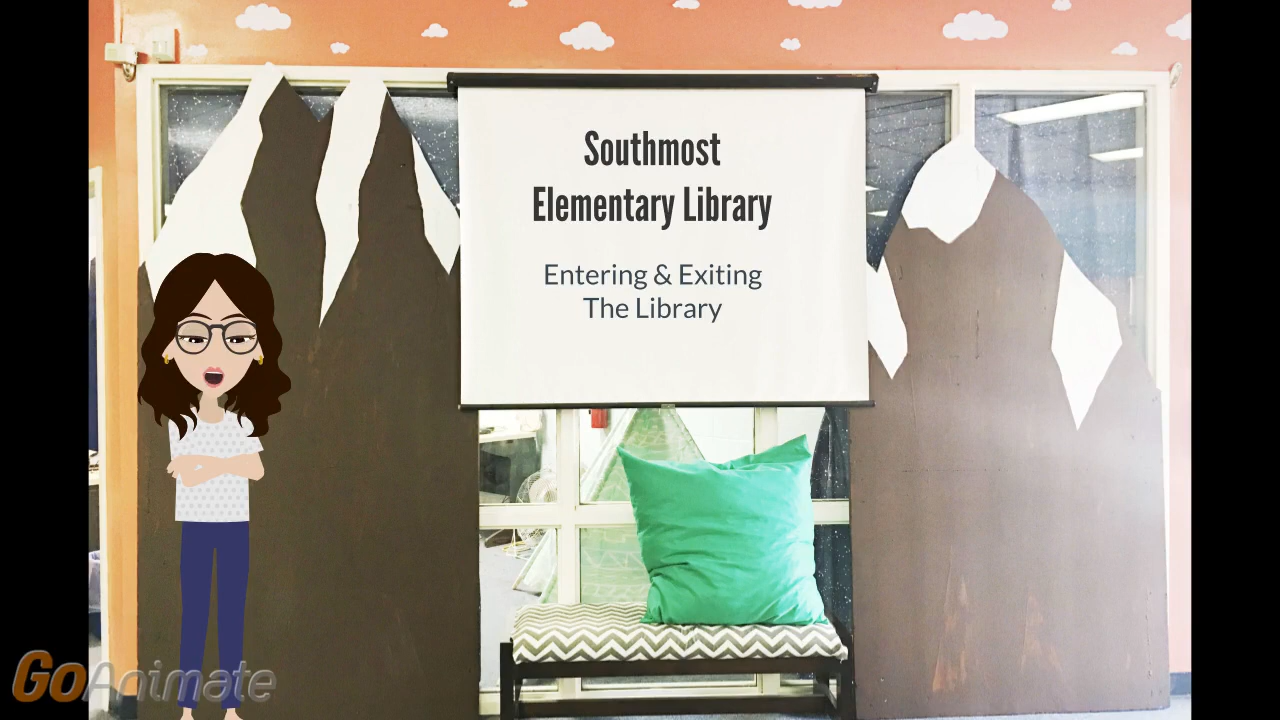 Southmost
Elementary Library
Entering & Exiting
The Library
GoAnimate